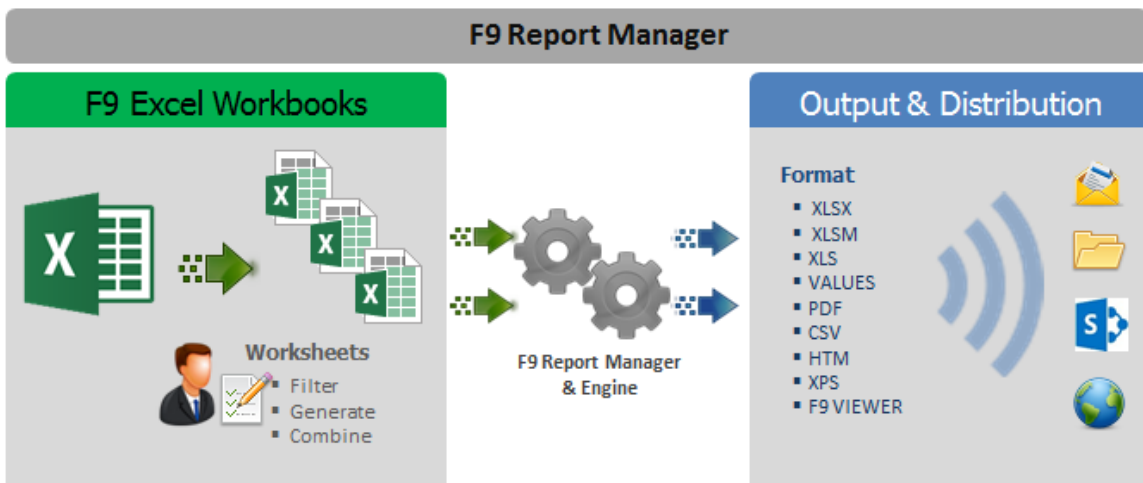 F9 Report Manager
F9 Excel Workbooks
X
X
X
X
Worksheets
▪ Filter
▪ Generate
▪ Combine
F9 Report Manager
& Engine
Output & Distribution
Format
▪ XLSX
▪ XLSM
▪ XLS
▪ VALUES
▪ PDF
▪ CSV
▪ HTM
▪ XPS
▪ F9 VIEWER
S